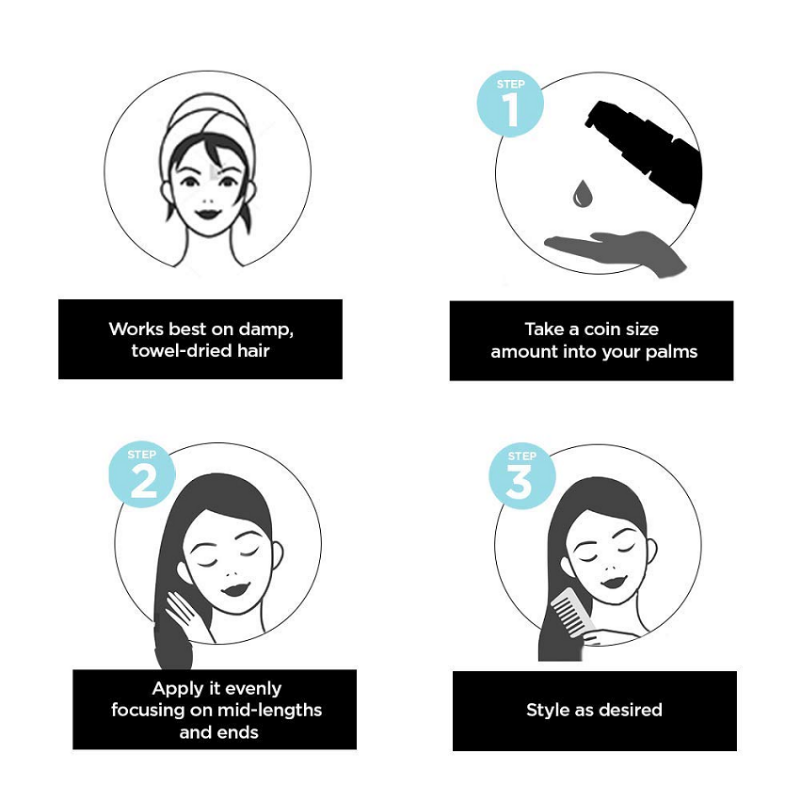 Works best on damp,
towel-dried hair
STEP
1
Take a coin size
amount into your palms
STEP
2
Apply it evenly
focusing on mid-lengths
and ends
STEP
3
Style as desired